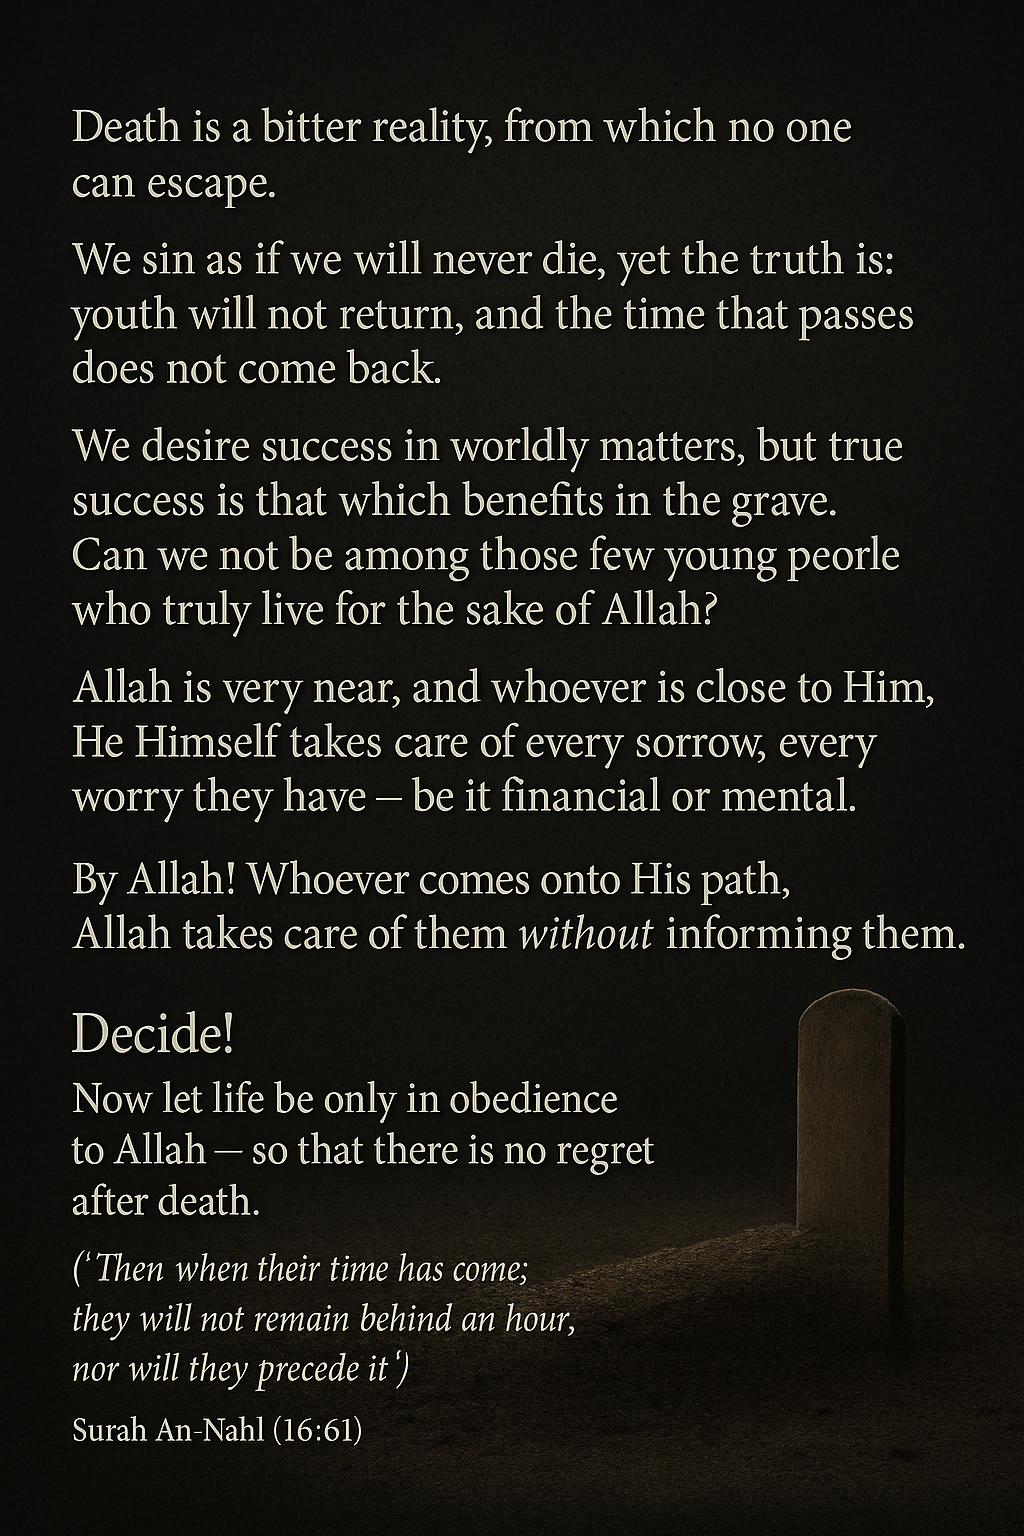 Death is a bitter reality, from which no one
can escape.
We sin as if we will never die, yet the truth is:
youth will not return, and the time that passes
does not come back.
We desire success in worldly matters, but true
success is that which benefits in the grave.
Can we not be among those few young peorle
who truly live for the sake of Allah?
Allah is very near, and whoever is close to Him,
He Himself takes care of every sorrow, every
worry they have – be it financial or mental.
By Allah! Whoever comes onto His path,
Allah takes care of them without informing them.
Decide!
Now let life be only in obedience
to Allah – so that there is no regret
after death.
(‘Then when their time has come;
they will not remain behind an hour,
nor will they precede it‘)
Surah An-Nahl (16:61)